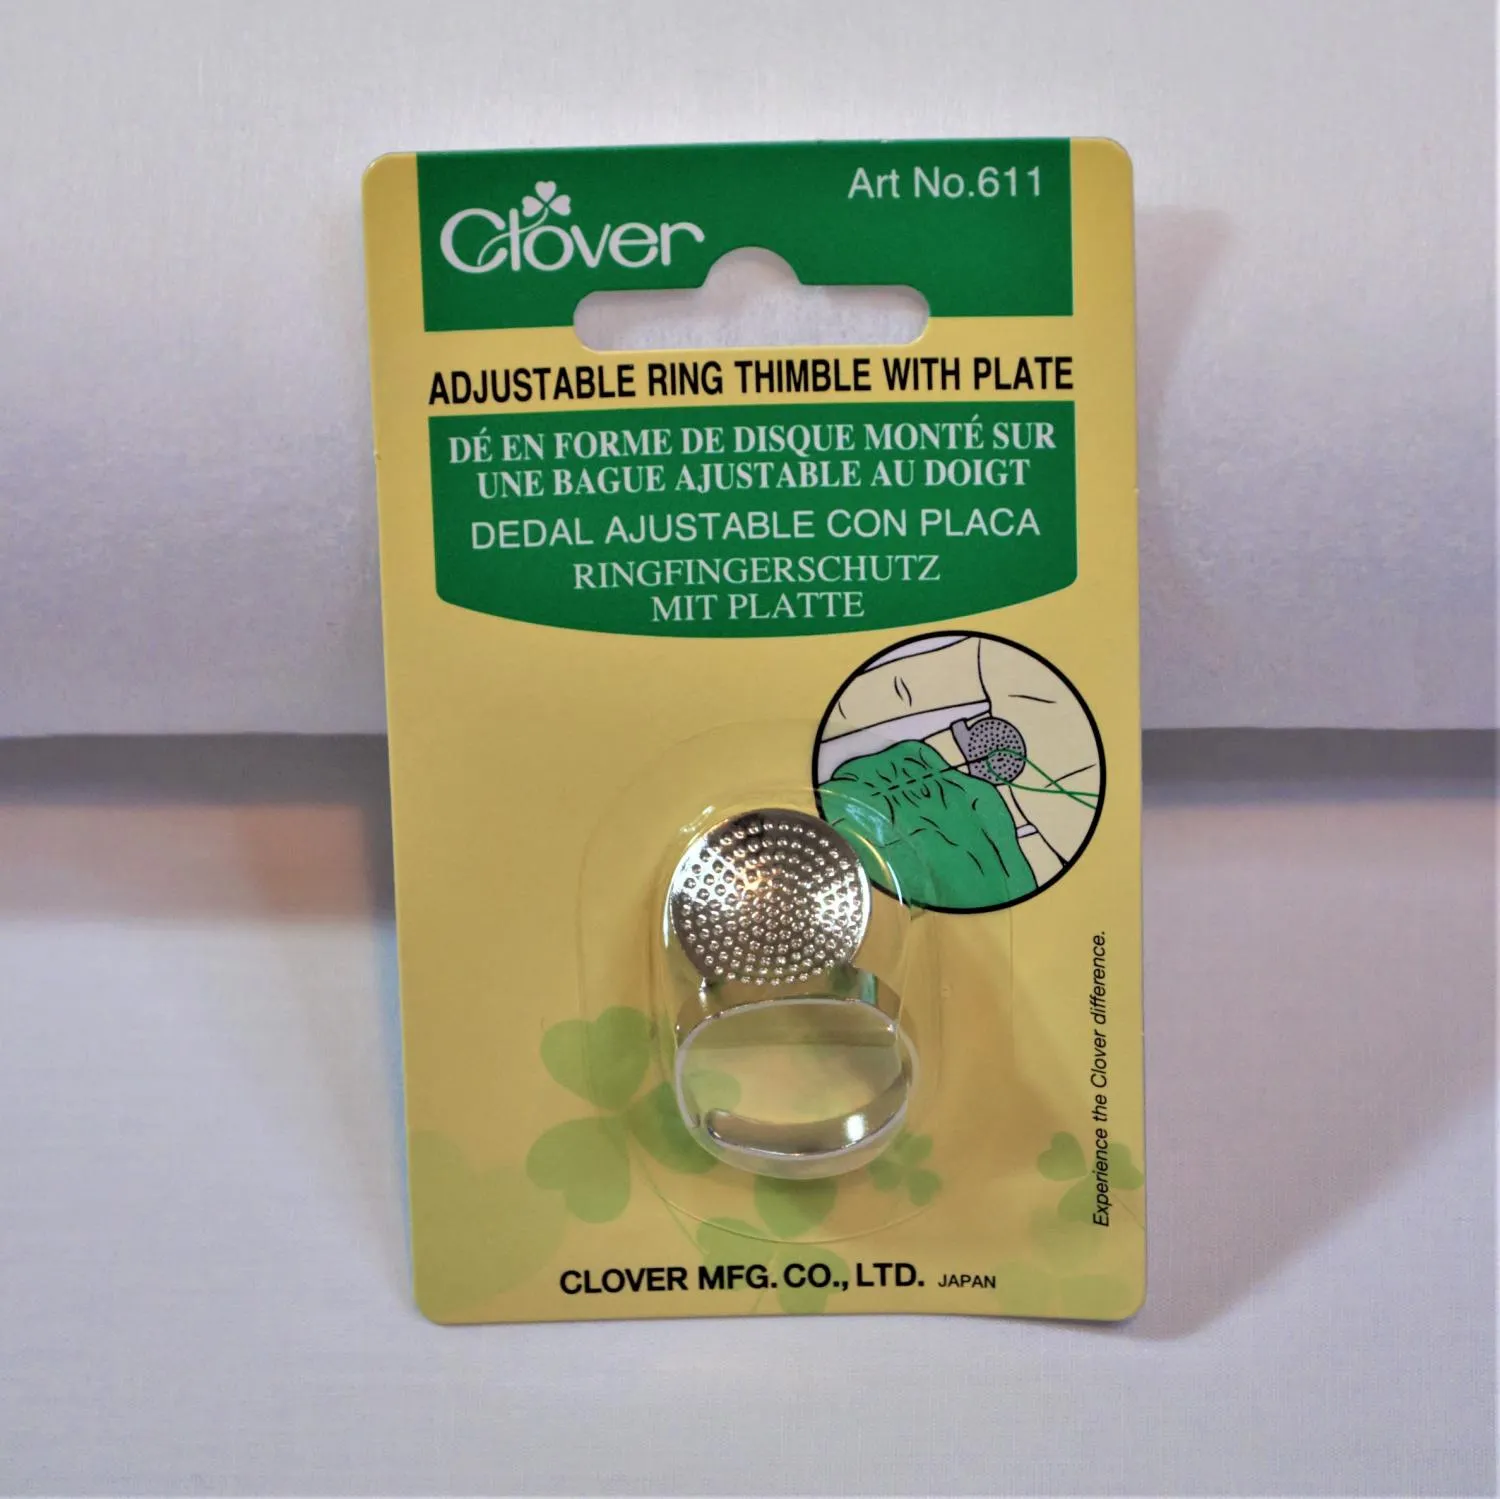 Clover
Art No.611
ADJUSTABLE RING THIMBLE WITH PLATE
DÉ EN FORME DE DISQUE MONTÉ SUR
UNE BAGUE AJUSTABLE AU DOIGT
DEDAL AJUSTABLE CON PLACA
RINGFINGERSCHUTZ
MIT PLATTE
Experience the Clover difference.
CLOVER MFG. CO., LTD. JAPAN